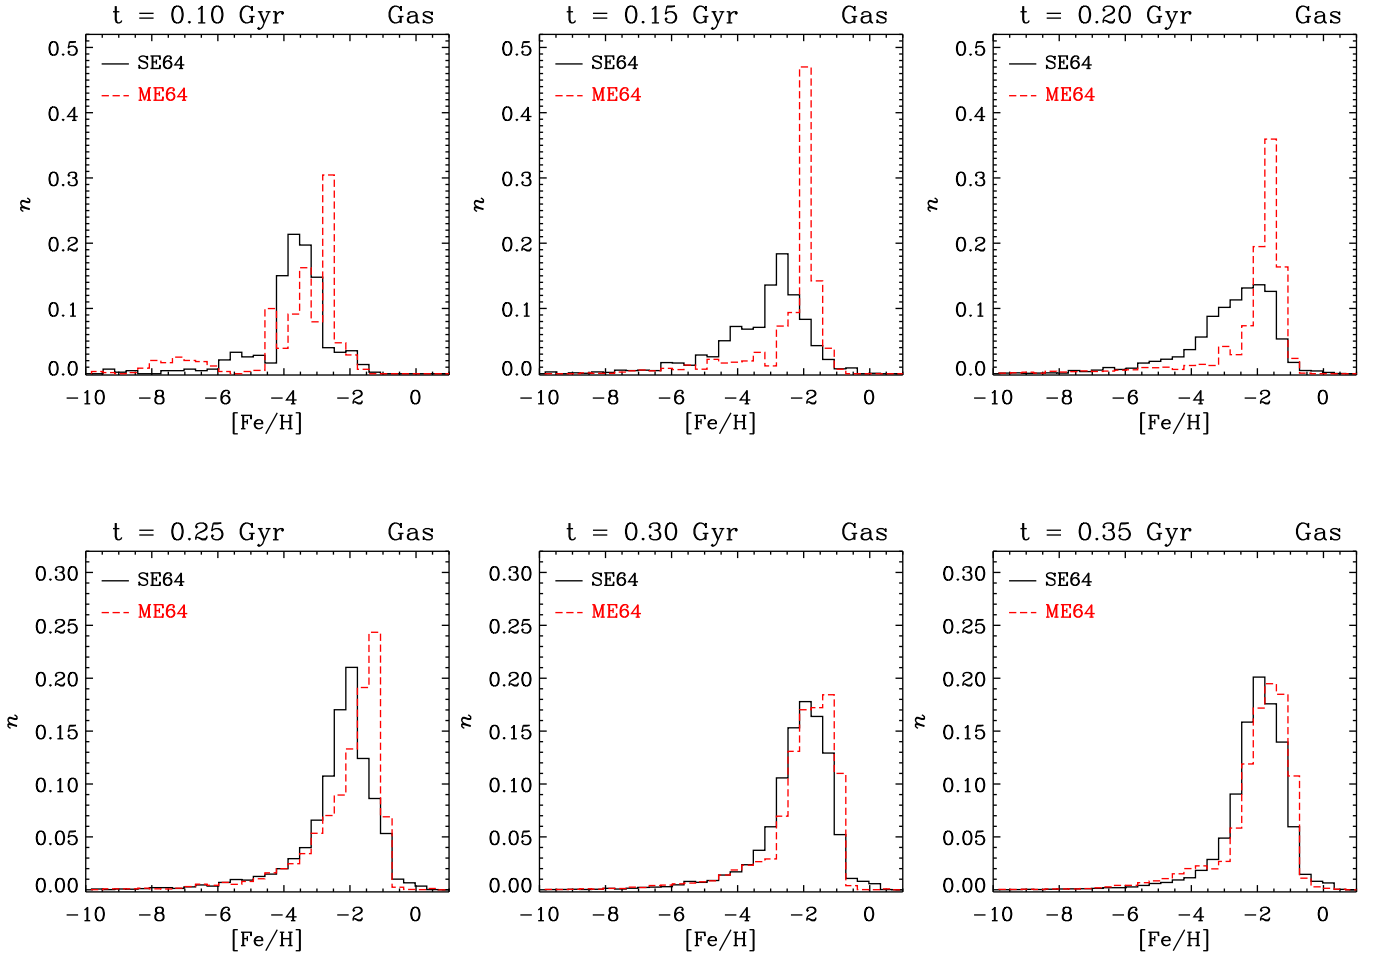 t = 0.10 Gyr Gas
0.5
0.4
0.3
0.2
0.1
0.0
n
SE64
ME64
-10 -8 -6 -4 -2 0
[Fe/H]
t = 0.15 Gyr Gas
0.5
0.4
0.3
0.2
0.1
0.0
n
SE64
ME64
-10 -8 -6 -4 -2 0
[Fe/H]
t = 0.20 Gyr Gas
0.5
0.4
0.3
0.2
0.1
0.0
n
SE64
ME64
-10 -8 -6 -4 -2 0
[Fe/H]
t = 0.25 Gyr Gas
0.30
0.25
0.20
0.15
0.10
0.05
0.00
n
SE64
ME64
-10 -8 -6 -4 -2 0
[Fe/H]
t = 0.30 Gyr Gas
0.30
0.25
0.20
0.15
0.10
0.05
0.00
n
SE64
ME64
-10 -8 -6 -4 -2 0
[Fe/H]
t = 0.35 Gyr Gas
0.30
0.25
0.20
0.15
0.10
0.05
0.00
n
SE64
ME64
-10 -8 -6 -4 -2 0
[Fe/H]